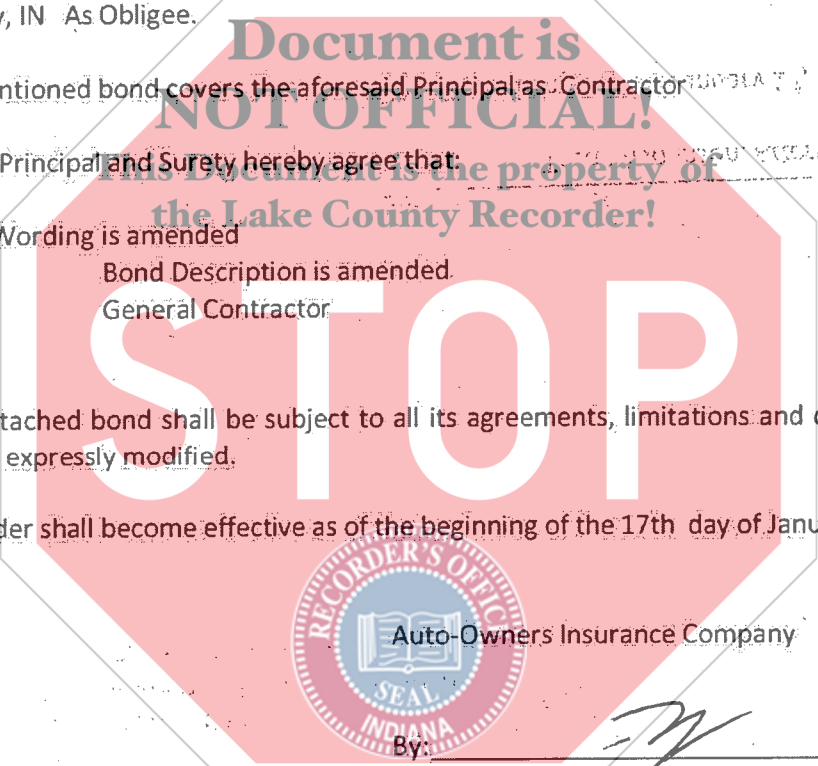 , IN As Obligee.
Document is
ntioned bond covers the aforesaid Principal as Contractor
NOT OFFICIAL!
Principal and Surety hereby agree that:
This Document is the property of
the Lake County Recorder!
Wording is amended
Bond Description is amended
General Contractor
STOP
tached bond shall be subject to all its agreements, limitations and
expressly modified.
der shall become effective as of the beginning of the 17th day of Janu
RECORDER'S OFFICE
Auto-Owners Insurance Company
SEAL
INDIANA
By: